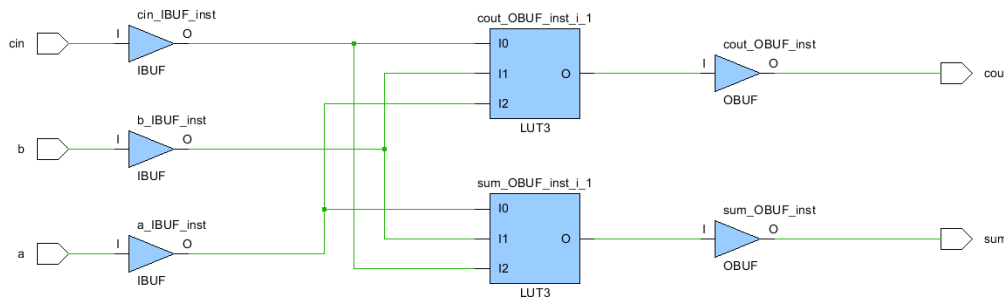 cin_IBUF_inst
cout_OBUF_inst_i_1
cin
I
O
IBUF
I0
I1
I2
O
LUT3
cout_OBUF_inst
I
O
OBUF
cou
b_IBUF_inst
b
I
O
IBUF
sum_OBUF_inst_i_1
a_IBUF_inst
a
I
O
IBUF
I0
I1
I2
O
LUT3
sum_OBUF_inst
I
O
OBUF
sum